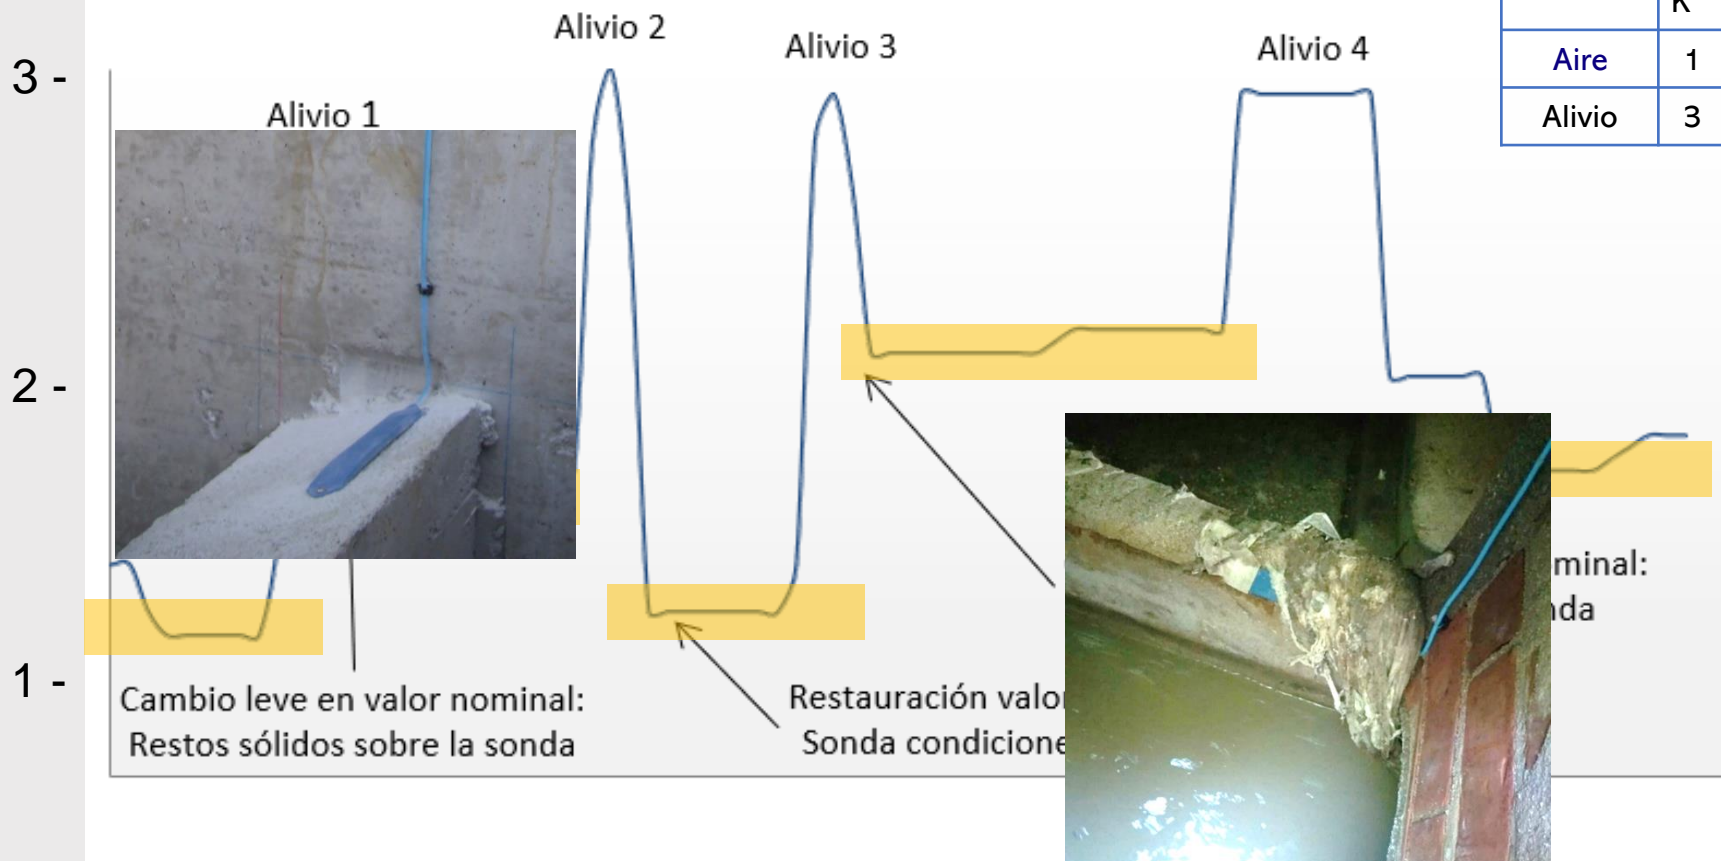 Alivio 2
Alivio 3
Alivio 4
Alivio 1
K
Aire 1
Alivio 3
3 -
2 -
1 -
Cambio leve en valor nominal:
Restos sólidos sobre la sonda
Restauración valo
Sonda condicione
minal:
nda